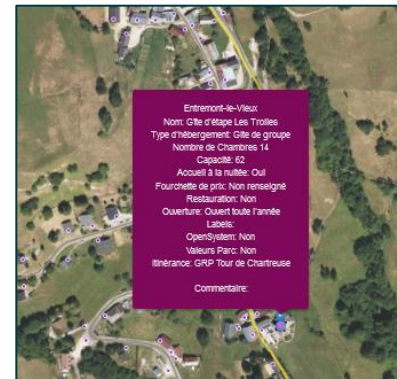 Entremont-le-Vieux
Nom: Gîte d'étape Les Trolles
Type d'hébergement: Gîte de groupe
Nombre de Chambres 14
Capacité: 62
Accueil à la nuitée: Oui
Fourchette de prix: Non renseigné
Restauration: Non
Ouverture: Ouvert toute l'année
Labels:
OpenSystem: Non
Valeurs Parc: Non
Itinérance: GRP Tour de Chartreuse
Commentaire: